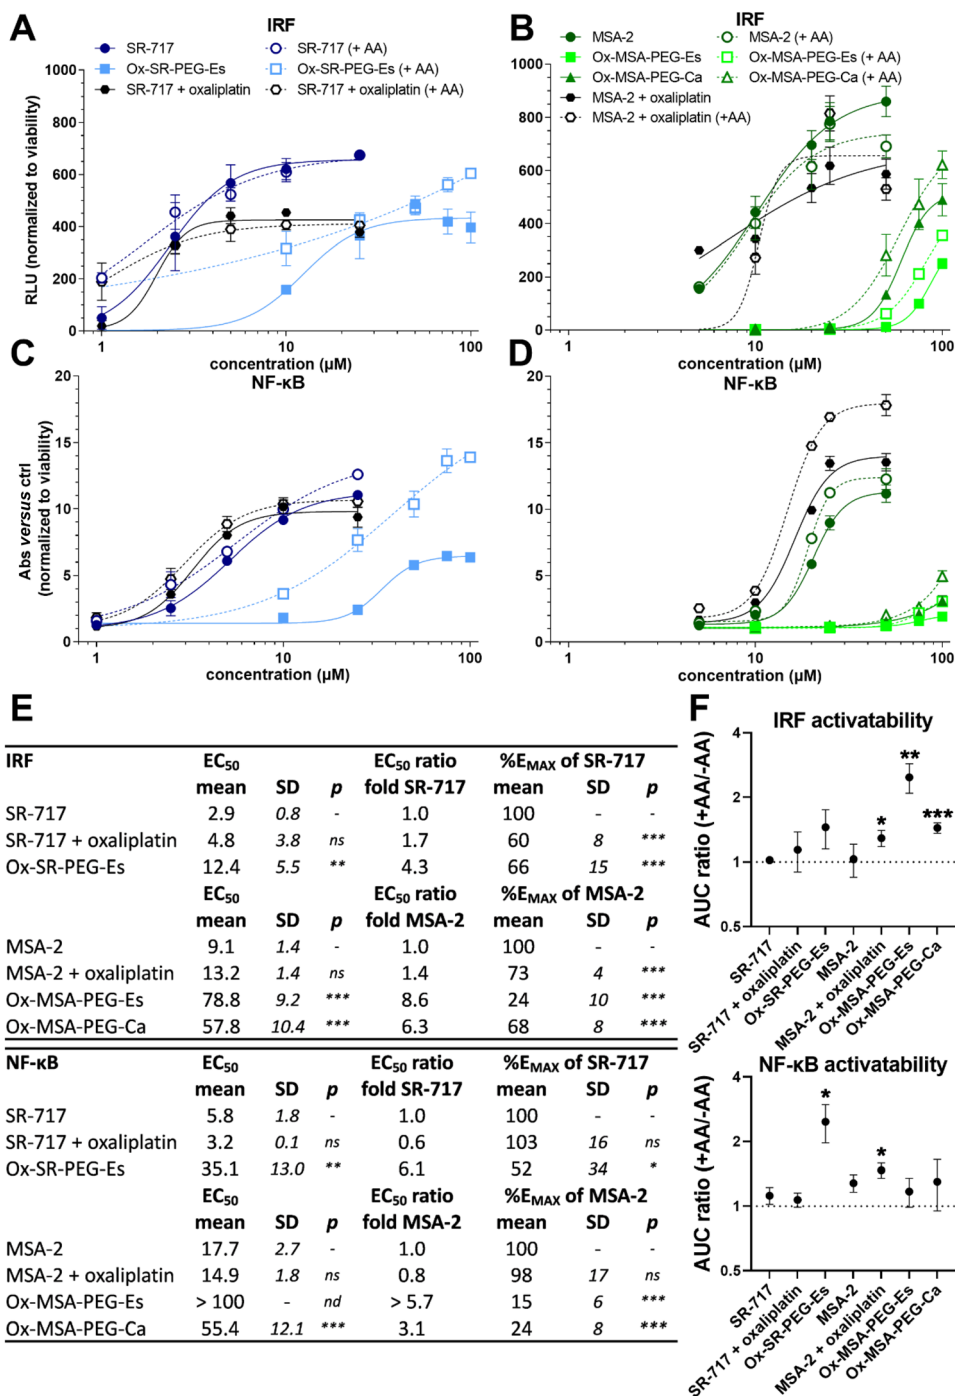 A
IRF
SR-717
SR-717 (+ AA)
Ox-SR-PEG-Es
Ox-SR-PEG-Es (+ AA)
SR-717 + oxaliplatin
SR-717 + oxaliplatin (+ AA)
RLU (normalized to viability)
1000
800
600
400
200
0
1
10
100
concentration (µM)
B
IRF
MSA-2
MSA-2 (+ AA)
Ox-MSA-PEG-Es
Ox-MSA-PEG-Es (+ AA)
Ox-MSA-PEG-Ca
Ox-MSA-PEG-Ca (+ AA)
MSA-2 + oxaliplatin
MSA-2 + oxaliplatin (+AA)
1000
800
600
400
200
0
1
10
100
concentration (µM)
C
NF-κB
Abs versus ctrl
(normalized to viability)
20
15
10
5
0
1
10
100
concentration (µM)
D
NF-κB
20
15
10
5
0
1
10
100
concentration (µM)
E
IRF EC50 EC50 ratio %EMAX of SR-717
mean SD p fold SR-717 mean SD p
SR-717 2.9 0.8 - 1.0 100 - -
SR-717 + oxaliplatin 4.8 3.8 ns 1.7 60 8 ***
Ox-SR-PEG-Es 12.4 5.5 ** 4.3 66 15 ***
EC50 EC50 ratio %EMAX of MSA-2
mean SD p fold MSA-2 mean SD p
MSA-2 9.1 1.4 - 1.0 100 - -
MSA-2 + oxaliplatin 13.2 1.4 ns 1.4 73 4 ***
Ox-MSA-PEG-Es 78.8 9.2 *** 8.6 24 10 ***
Ox-MSA-PEG-Ca 57.8 10.4 *** 6.3 68 8 ***
NF-κB EC50 EC50 ratio %EMAX of SR-717
mean SD p fold SR-717 mean SD p
SR-717 5.8 1.8 - 1.0 100 - -
SR-717 + oxaliplatin 3.2 0.1 ns 0.6 103 16 ns
Ox-SR-PEG-Es 35.1 13.0 ** 6.1 52 34 *
EC50 EC50 ratio %EMAX of MSA-2
mean SD p fold MSA-2 mean SD p
MSA-2 17.7 2.7 - 1.0 100 - -
MSA-2 + oxaliplatin 14.9 1.8 ns 0.8 98 17 ns
Ox-MSA-PEG-Es > 100 - nd > 5.7 15 6 ***
Ox-MSA-PEG-Ca 55.4 12.1 *** 3.1 24 8 ***
F
IRF activatability
AUC ratio (+AA/-AA)
4
2
1
0.5
*
**
***
SR-717
SR-717 + oxaliplatin
Ox-SR-PEG-Es
MSA-2
MSA-2 + oxaliplatin
Ox-MSA-PEG-Es
Ox-MSA-PEG-Ca
NF-κB activatability
AUC ratio (+AA/-AA)
4
2
1
0.5
*
*
SR-717
SR-717 + oxaliplatin
Ox-SR-PEG-Es
MSA-2
MSA-2 + oxaliplatin
Ox-MSA-PEG-Es
Ox-MSA-PEG-Ca